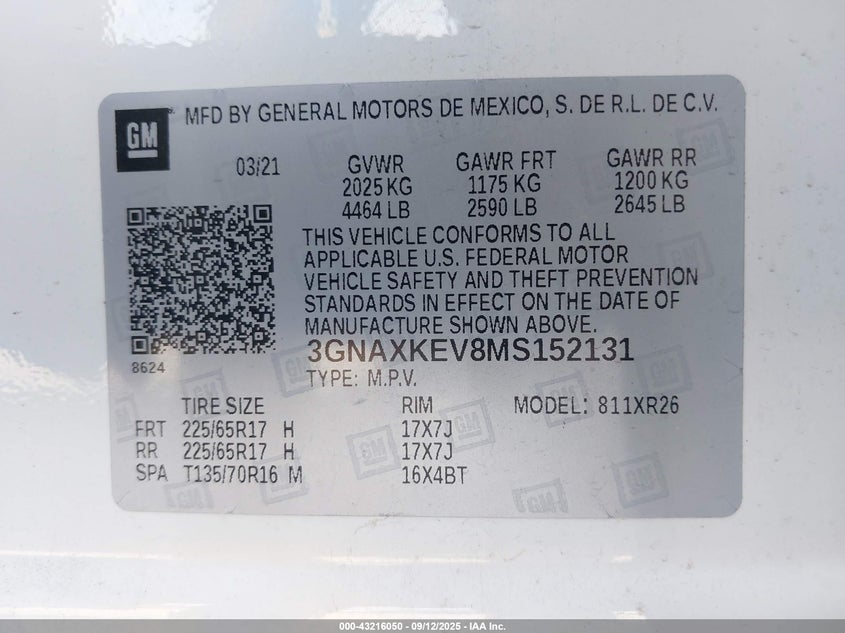 GM MFD BY GENERAL MOTORS DE MEXICO, S. DE R.L. DE C.V.
03/21 GVWR GAWR FRT GAWR RR
2025 KG 1175 KG 1200 KG
4464 LB 2590 LB 2645 LB
THIS VEHICLE CONFORMS TO ALL
APPLICABLE U.S. FEDERAL MOTOR
VEHICLE SAFETY AND THEFT PREVENTION
STANDARDS IN EFFECT ON THE DATE OF
MANUFACTURE SHOWN ABOVE.
3GNAXKEV8MS152131
8624
TYPE: M.P.V.
TIRE SIZE RIM MODEL: 811XR26
FRT 225/65R17 H 17X7J
RR 225/65R17 H 17X7J
SPA T135/70R16 M 16X4BT
000-43216050 - 09/12/2025 - IAA Inc.